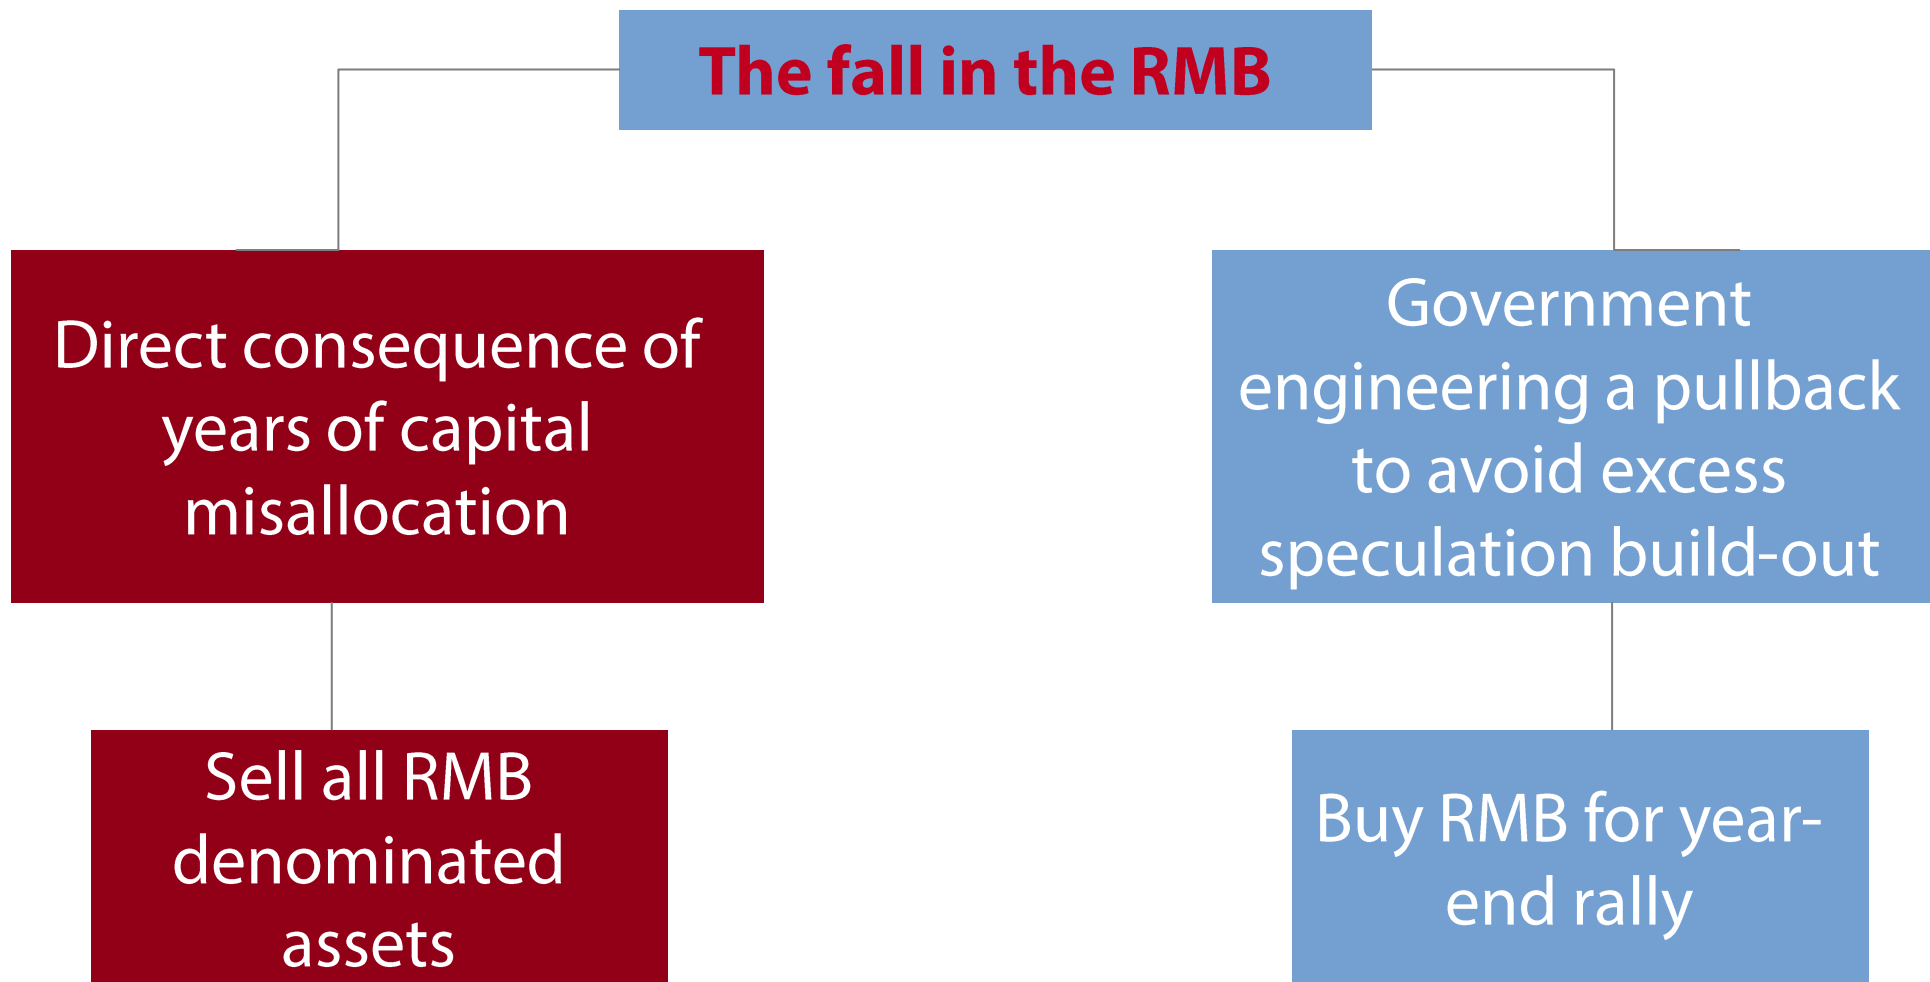 The fall in the RMB
Direct consequence of
years of capital
misallocation
Government
engineering a pullback
to avoid excess
speculation build-out
Sell all RMB
denominated
assets
Buy RMB for year-
end rally